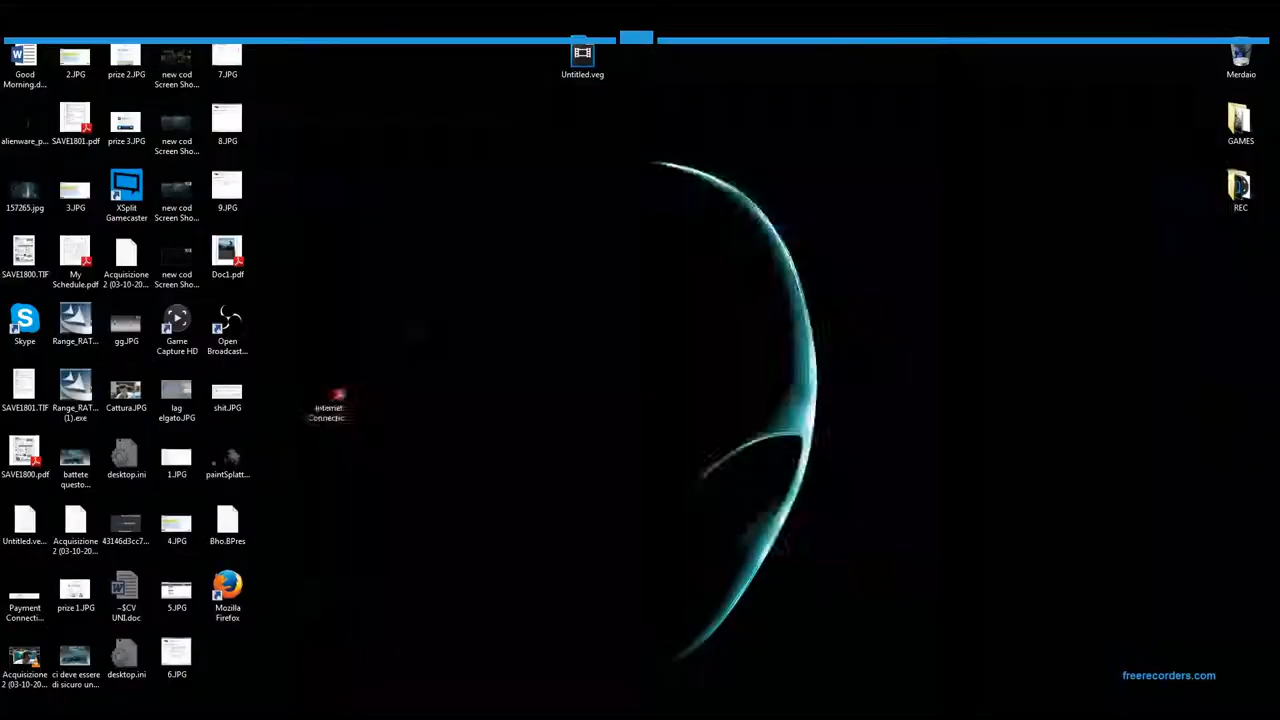 Good
Morning.d...
2.JPG
prize 2.JPG
new cod
Screen Sho...
7.JPG
Untitled.veg
Merdaio
alienware_p...
SAVE1801.pdf
prize 3.JPG
new cod
Screen Sho...
8.JPG
GAMES
157265.jpg
3.JPG
XSplit
Gamecaster
new cod
Screen Sho...
9.JPG
REC
SAVE1800.TIF
My
Schedule.pdf
Acquisizione
2 (03-10-20...
new cod
Screen Sho...
Doc1.pdf
Skype
Range_RAT...
gg.JPG
Game
Capture HD
Open
Broadcast...
SAVE1801.TIF
Range_RAT...
(1).exe
Cattura.JPG
lag
elgato.JPG
shit.JPG
Internet
Connectic
SAVE1800.pdf
battete
questo...
desktop.ini
1.JPG
paintSplatt...
Untitled.ve...
Acquisizione
2 (03-10-20...
43146d3cc7...
4.JPG
Bho.BPres
Payment
Connecti...
prize 1.JPG
~$CV
UNI.doc
5.JPG
Mozilla
Firefox
Acquisizione
2 (03-10-20...
ci deve essere
di sicuro un...
desktop.ini
6.JPG
freerecorders.com